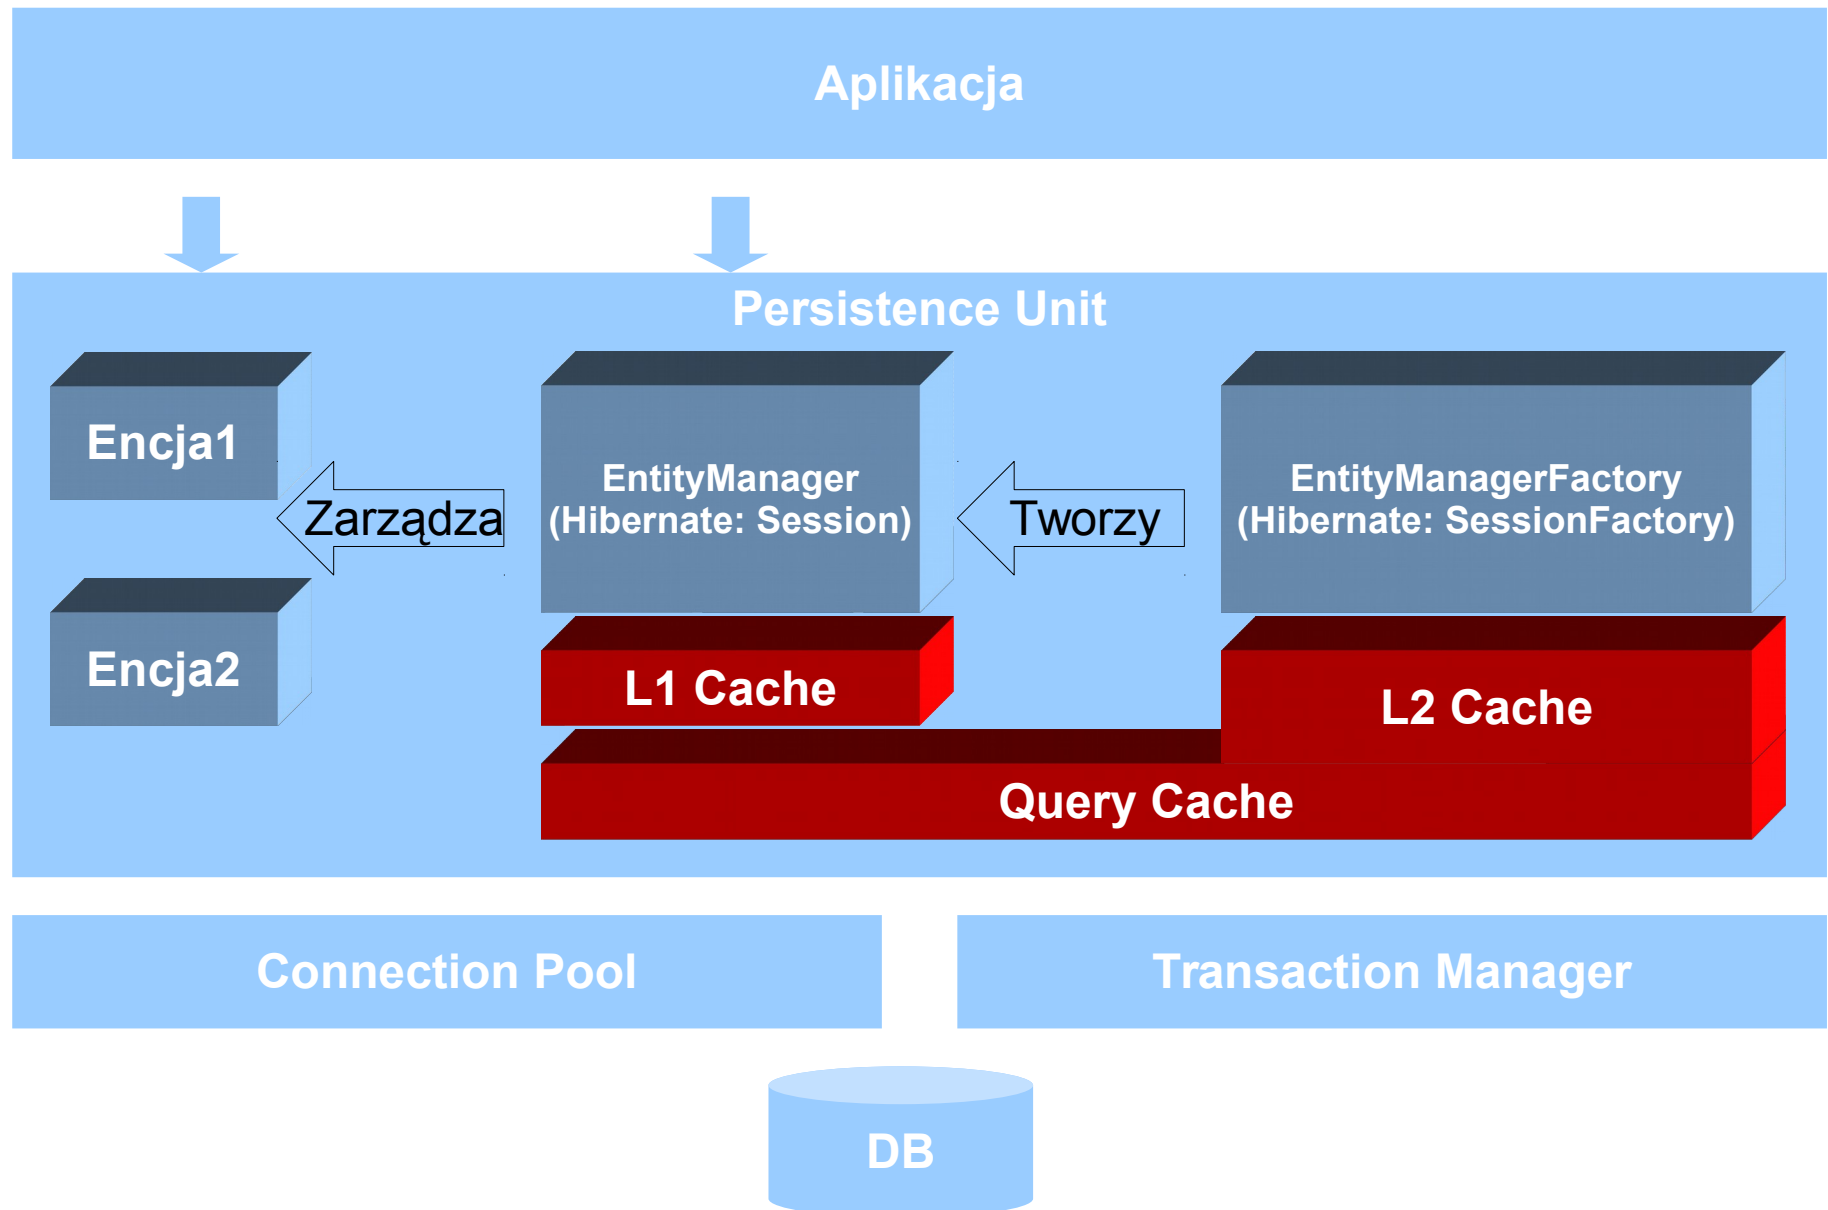 Aplikacja
Persistence Unit
Encja1
Zarządza
EntityManager
(Hibernate: Session)
Tworzy
EntityManagerFactory
(Hibernate: SessionFactory)
Encja2
L1 Cache
L2 Cache
Query Cache
Connection Pool
Transaction Manager
DB